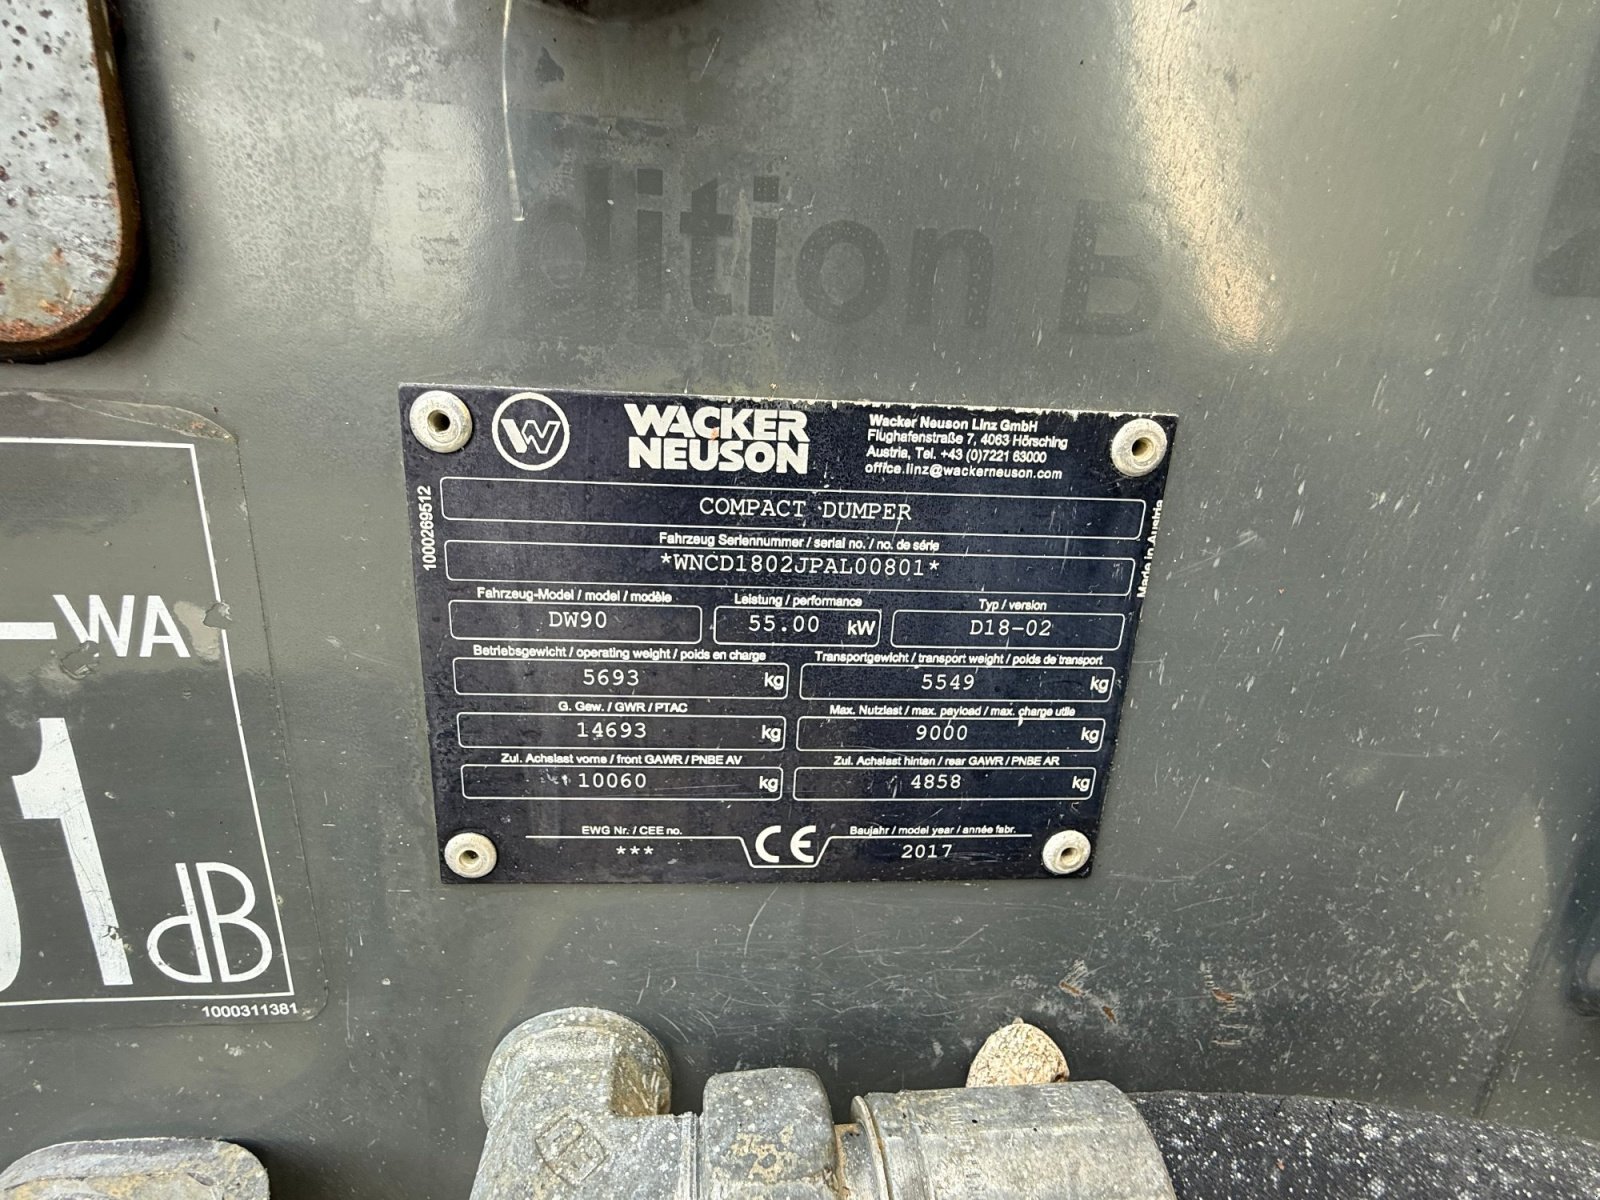 Edition E
WACKER
NEUSON
Wacker Neuson Linz GmbH
Flughafenstraße 7, 4063 Hörsching
Austria, Tel. +43 (0)7221 63000
office.linz@wackerneuson.com
1000269512
COMPACT DUMPER
Made in Austria
Fahrzeug Seriennummer / serial no. / no. de série
*WNCD1802JPAL00801*
Fahrzeug-Model / model / modèle
Leistung / performance
Typ / version
DW90
55.00 kW
D18-02
Betriebsgewicht / operating weight / poids en charge
Transportgewicht / transport weight / poids de transport
5693 kg
5549 kg
G. Gew. / GWR / PTAC
Max. Nutzlast / max. payload / max. charge utile
14693 kg
9000 kg
Zul. Achslast vorne / front GAWR / PNBE AV
Zul. Achslast hinten / rear GAWR / PNBE AR
10060 kg
4858 kg
EWG Nr. / CEE no.
CE
Baujahr / model year / année fabr.
***
2017
WA
1
dB
1000311381